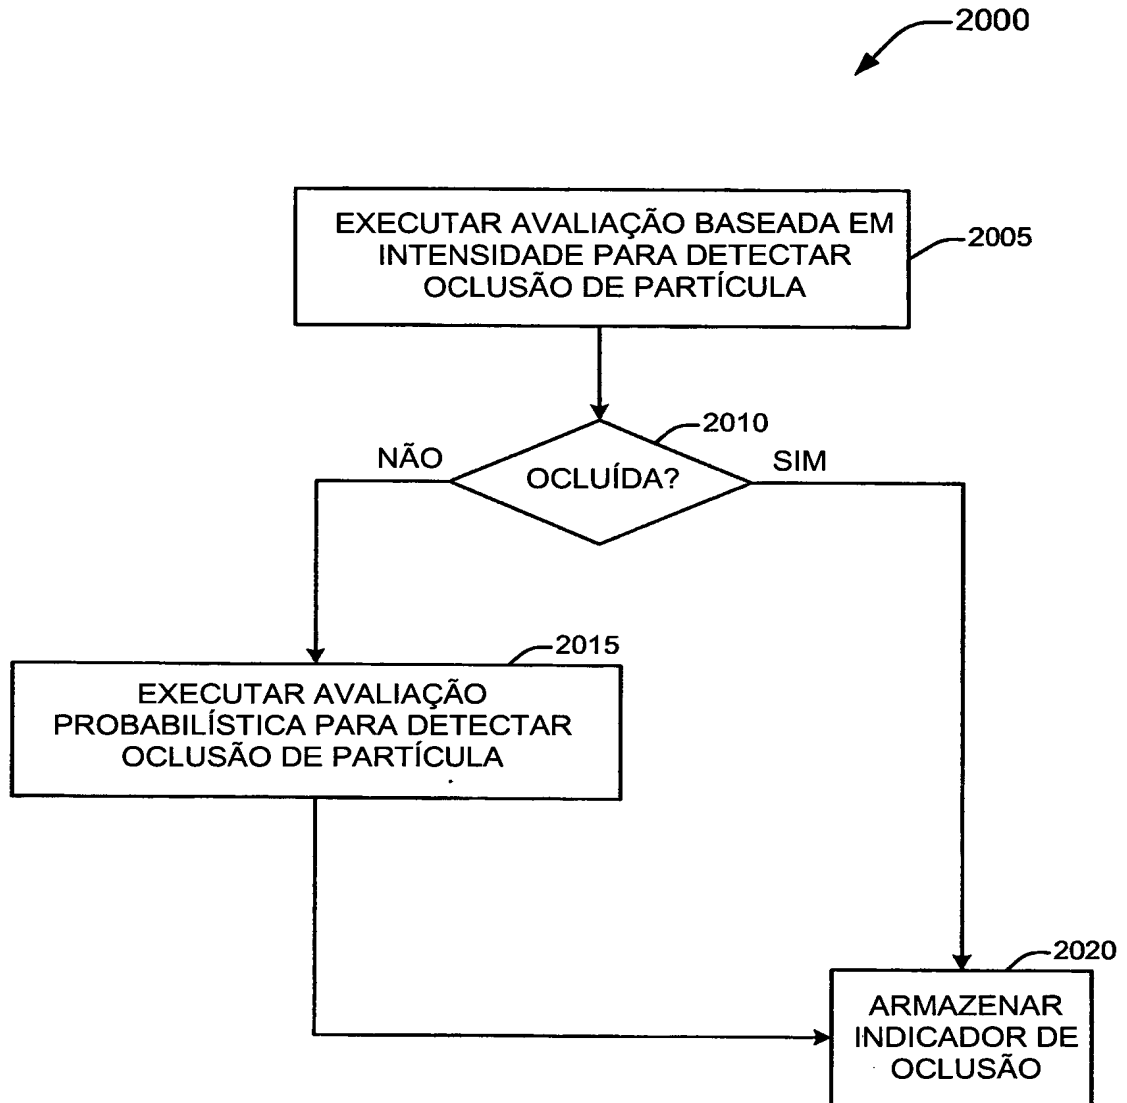 2000
EXECUTAR AVALIAÇÃO BASEADA EM
INTENSIDADE PARA DETECTAR
OCLUSÃO DE PARTÍCULA
2005
2010
NÃO
OCLUÍDA?
SIM
2015
EXECUTAR AVALIAÇÃO
PROBABILÍSTICA PARA DETECTAR
OCLUSÃO DE PARTÍCULA
2020
ARMAZENAR
INDICADOR DE
OCLUSÃO